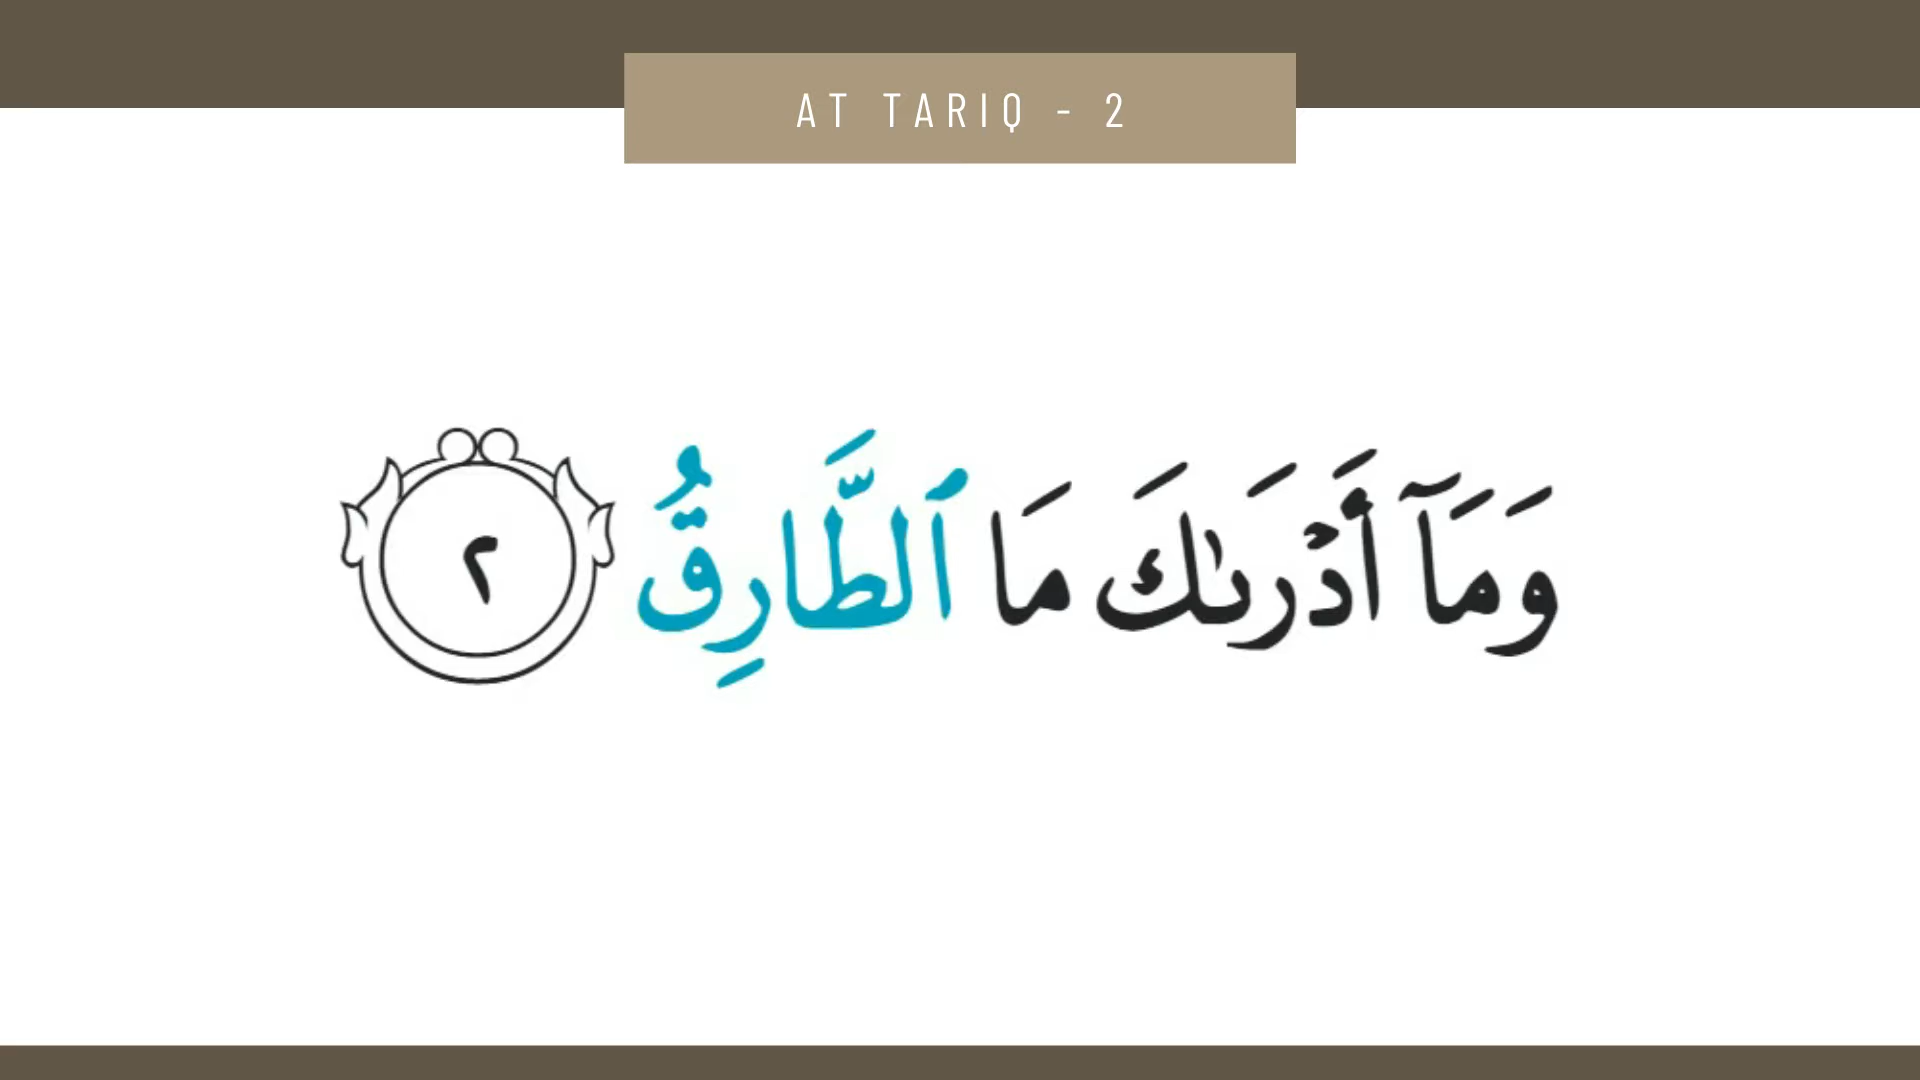 AT TARIQ - 2
وَمَآ أَدْرَىٰكَ مَا ٱلطَّارِقُ ٢